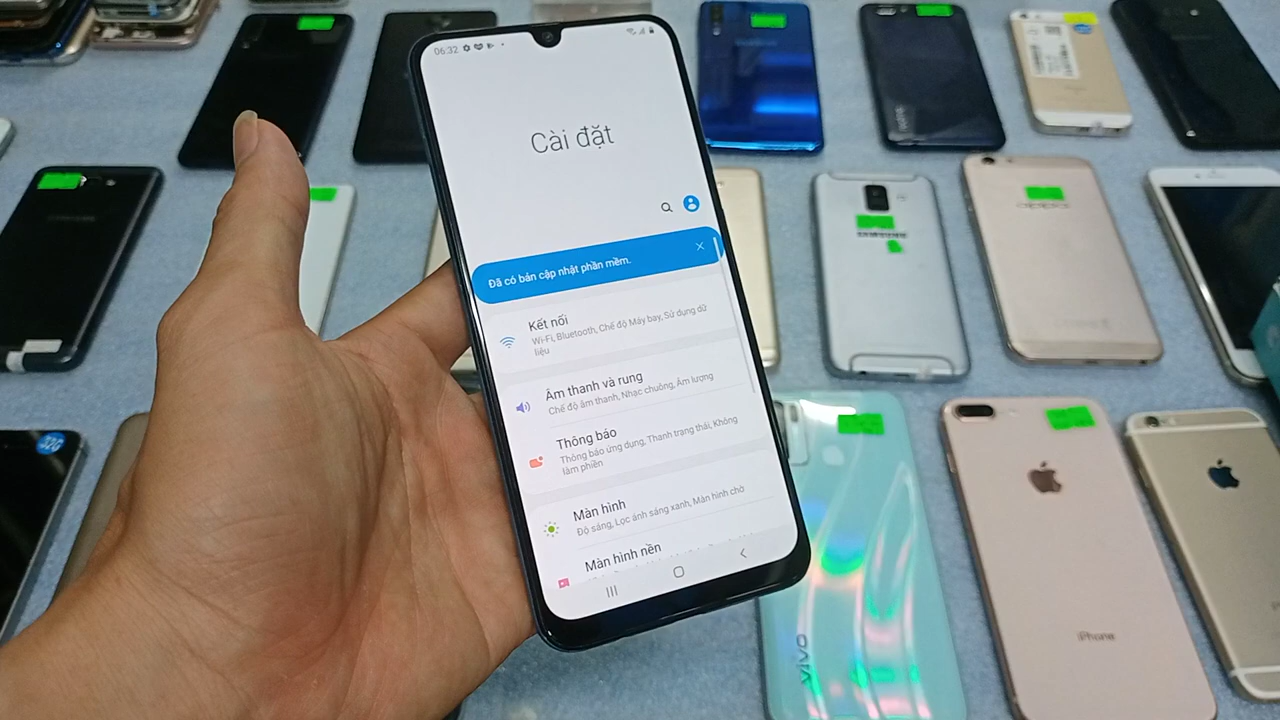 06:32
Cài đặt
Đã có bản cập nhật phần mềm.
Kết nối
Wi-Fi, Bluetooth, Chế độ Máy bay, Sử dụng dữ
liệu
Âm thanh và rung
Chế độ âm thanh, Nhạc chuông, Âm lượng
Thông báo
Thông báo ứng dụng, Thanh trạng thái, Không
làm phiền
Màn hình
Độ sáng, Lọc ánh sáng xanh, Màn hình chờ
Màn hình nền
SAMSUNG
oppo
vivo
iPhone